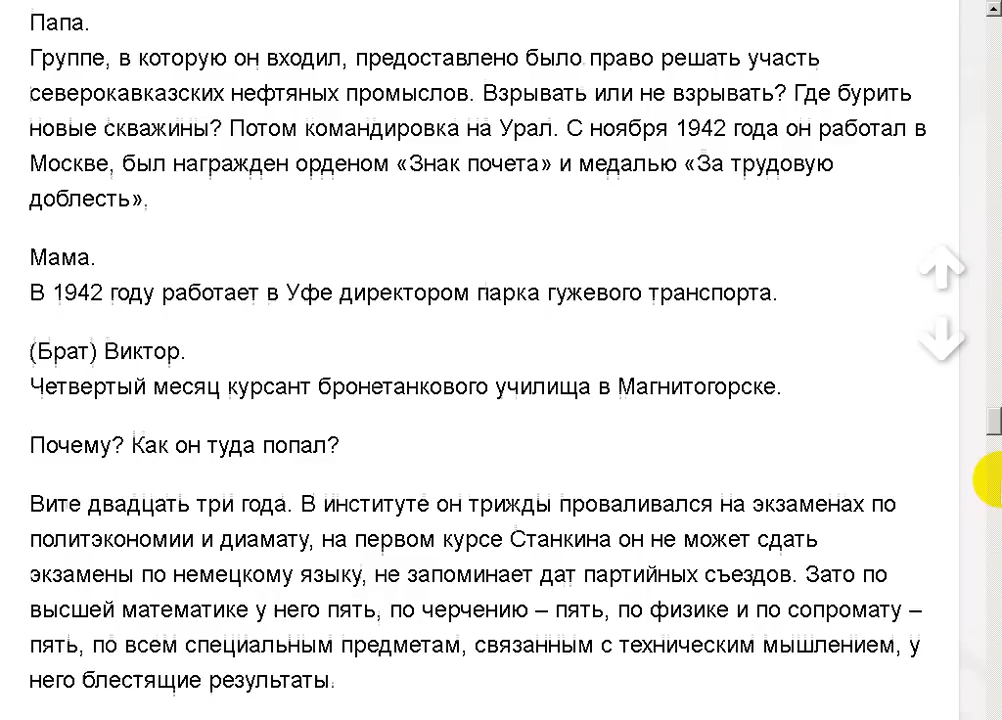 Папа.
Группе, в которую он входил, предоставлено было право решать участь
северокавказских нефтяных промыслов. Взрывать или не взрывать? Где бурить
новые скважины? Потом командировка на Урал. С ноября 1942 года он работал в
Москве, был награжден орденом «Знак почета» и медалью «За трудовую
доблесть».
Мама.
В 1942 году работает в Уфе директором парка гужевого транспорта.
(Брат) Виктор.
Четвертый месяц курсант бронетанкового училища в Магнитогорске.
Почему? Как он туда попал?
Вите двадцать три года. В институте он трижды проваливался на экзаменах по
политэкономии и диамату, на первом курсе Станкина он не может сдать
экзамены по немецкому языку, не запоминает дат партийных съездов. Зато по
высшей математике у него пять, по черчению – пять, по физике и по сопромату –
пять, по всем специальным предметам, связанным с техническим мышлением, у
него блестящие результаты.